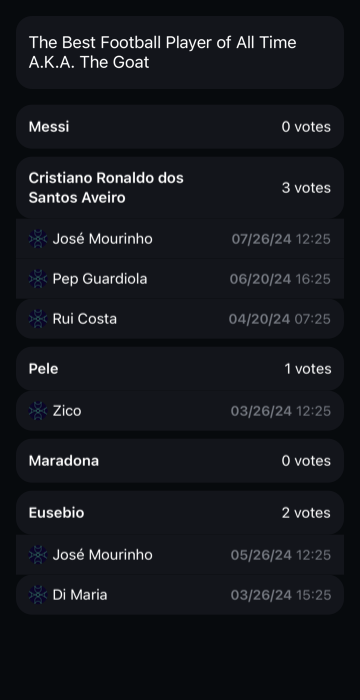 The Best Football Player of All Time
A.K.A. The Goat
Messi 0 votes
Cristiano Ronaldo dos
Santos Aveiro 3 votes
José Mourinho 07/26/24 12:25
Pep Guardiola 06/20/24 16:25
Rui Costa 04/20/24 07:25
Pele 1 votes
Zico 03/26/24 12:25
Maradona 0 votes
Eusebio 2 votes
José Mourinho 05/26/24 12:25
Di Maria 03/26/24 15:25